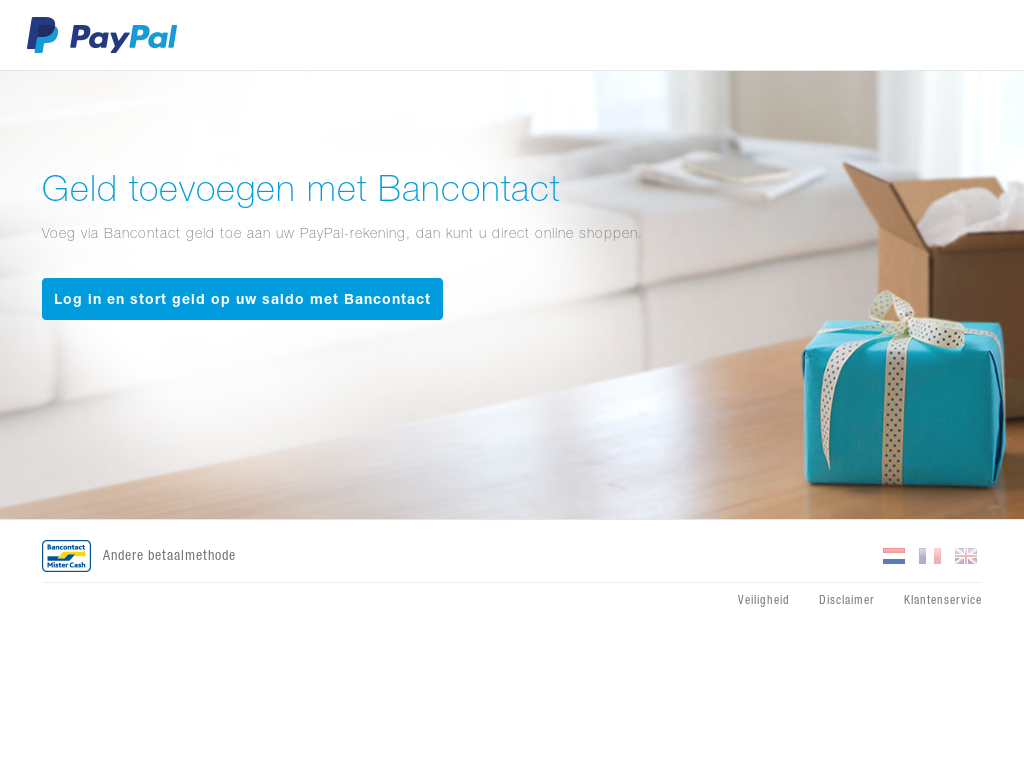 PayPal
Geld toevoegen met Bancontact
Voeg via Bancontact geld toe aan uw PayPal-rekening, dan kunt u direct online shoppen.
Log in en stort geld op uw saldo met Bancontact
Bancontact
Mister Cash
Andere betaalmethode
Veiligheid Disclaimer Klantenservice